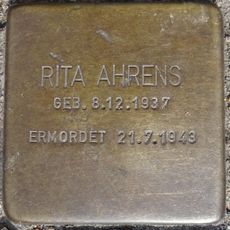 RITA AHRENS
GEB. 8.12.1937
ERMORDET 21.7.1943